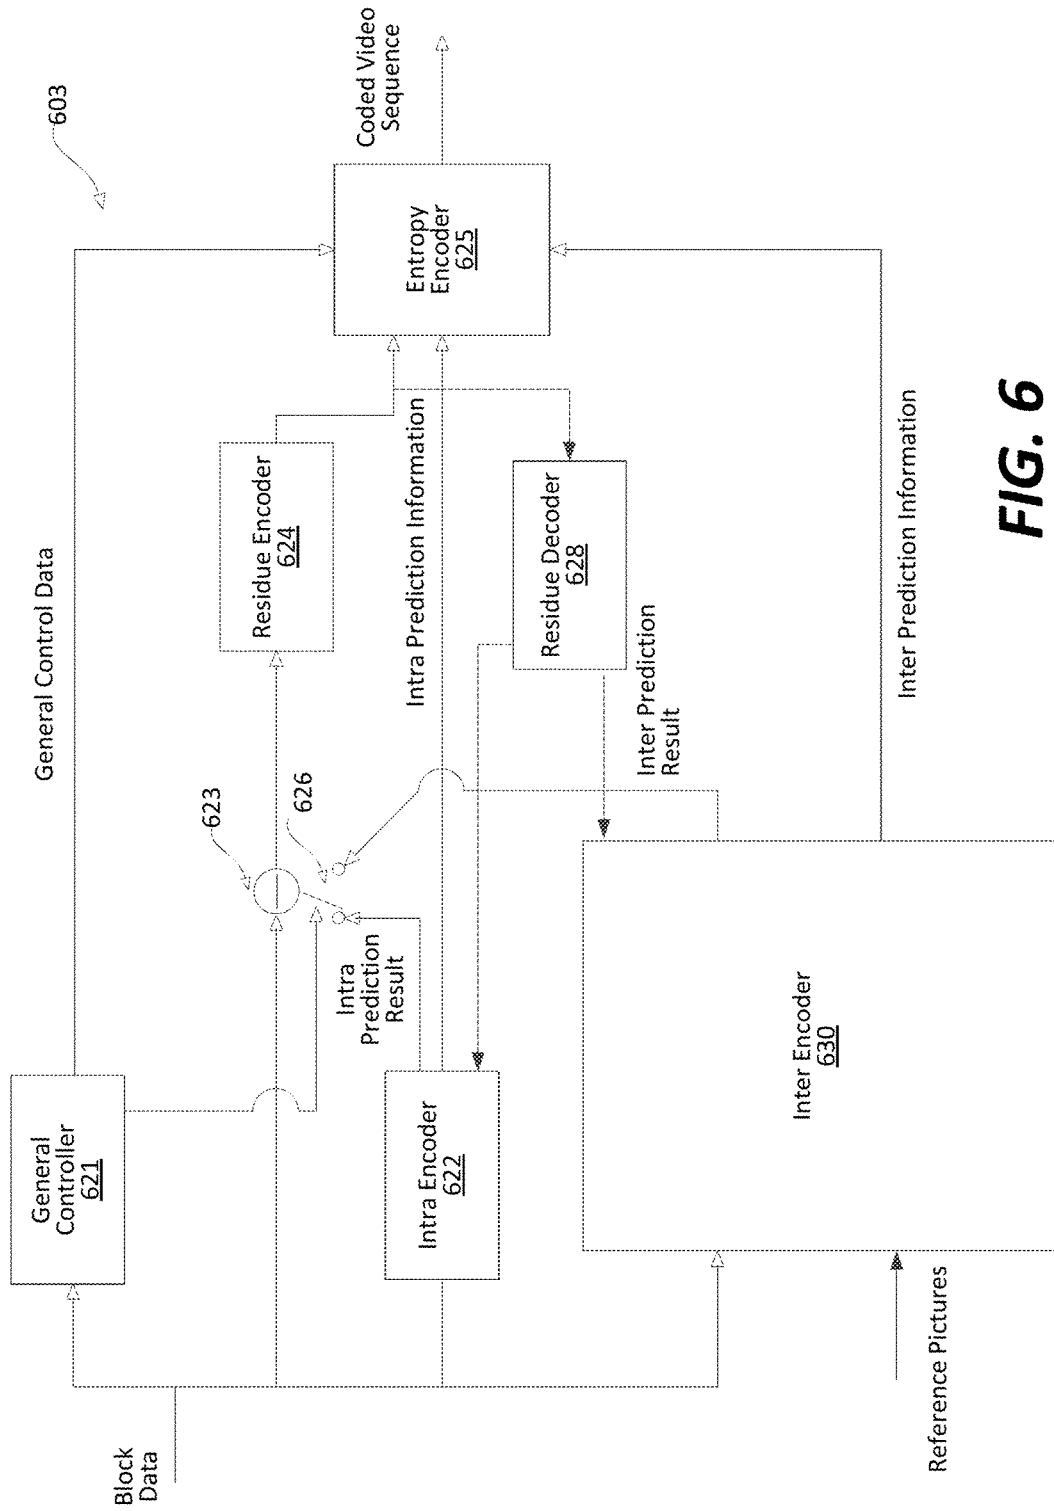 603
General Control Data
Coded Video
Sequence
General
Controller
621
623
626
Residue Encoder
624
Entropy
Encoder
625
Block
Data
Intra
Prediction
Result
Intra Prediction Information
Intra Encoder
622
Residue Decoder
628
Inter Prediction
Result
Inter Encoder
630
Reference Pictures
Inter Prediction Information
FIG. 6